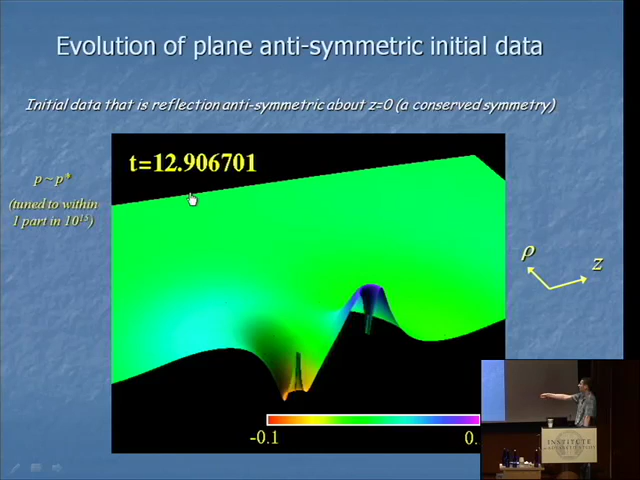 Evolution of plane anti-symmetric initial data
Initial data that is reflection anti-symmetric about z=0 (a conserved symmetry)
t=12.906701
p ~ p*
(tuned to within
1 part in 10¹⁵)
ρ
z
-0.1
0.
INSTITUTE